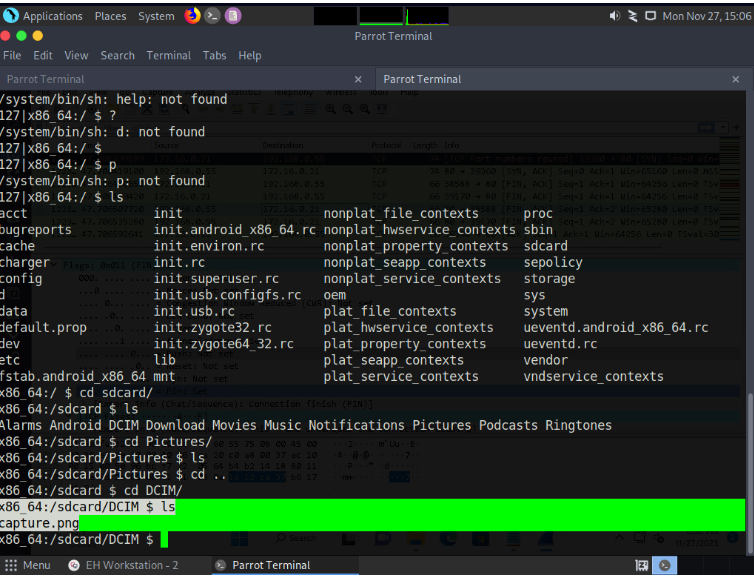 Applications Places System Mon Nov 27, 15:06
Parrot Terminal
File Edit View Search Terminal Tabs Help
Parrot Terminal × Parrot Terminal ×
/system/bin/sh: help: not found
127|x86_64:/ $ ?
/system/bin/sh: d: not found
127|x86_64:/ $
127|x86_64:/ $ p
/system/bin/sh: p: not found
127|x86_64:/ $ ls
acct init nonplat_file_contexts proc
bugreports init.android_x86_64.rc nonplat_hwservice_contexts sbin
cache init.environ.rc nonplat_property_contexts sdcard
charger init.rc nonplat_seapp_contexts sepolicy
config init.superuser.rc nonplat_service_contexts storage
d init.usb.configfs.rc oem sys
data init.usb.rc plat_file_contexts system
default.prop init.zygote32.rc plat_hwservice_contexts ueventd.android_x86_64.rc
dev init.zygote64_32.rc plat_property_contexts ueventd.rc
etc lib plat_seapp_contexts vendor
fstab.android_x86_64 mnt plat_service_contexts vndservice_contexts
x86_64:/ $ cd sdcard/
x86_64:/sdcard $ ls
Alarms Android DCIM Download Movies Music Notifications Pictures Podcasts Ringtones
x86_64:/sdcard $ cd Pictures/
x86_64:/sdcard/Pictures $ ls
x86_64:/sdcard/Pictures $ cd ..
x86_64:/sdcard $ cd DCIM/
x86_64:/sdcard/DCIM $ ls
capture.png
x86_64:/sdcard/DCIM $
Search
11/27/2023
Menu EH Workstation - 2 Parrot Terminal